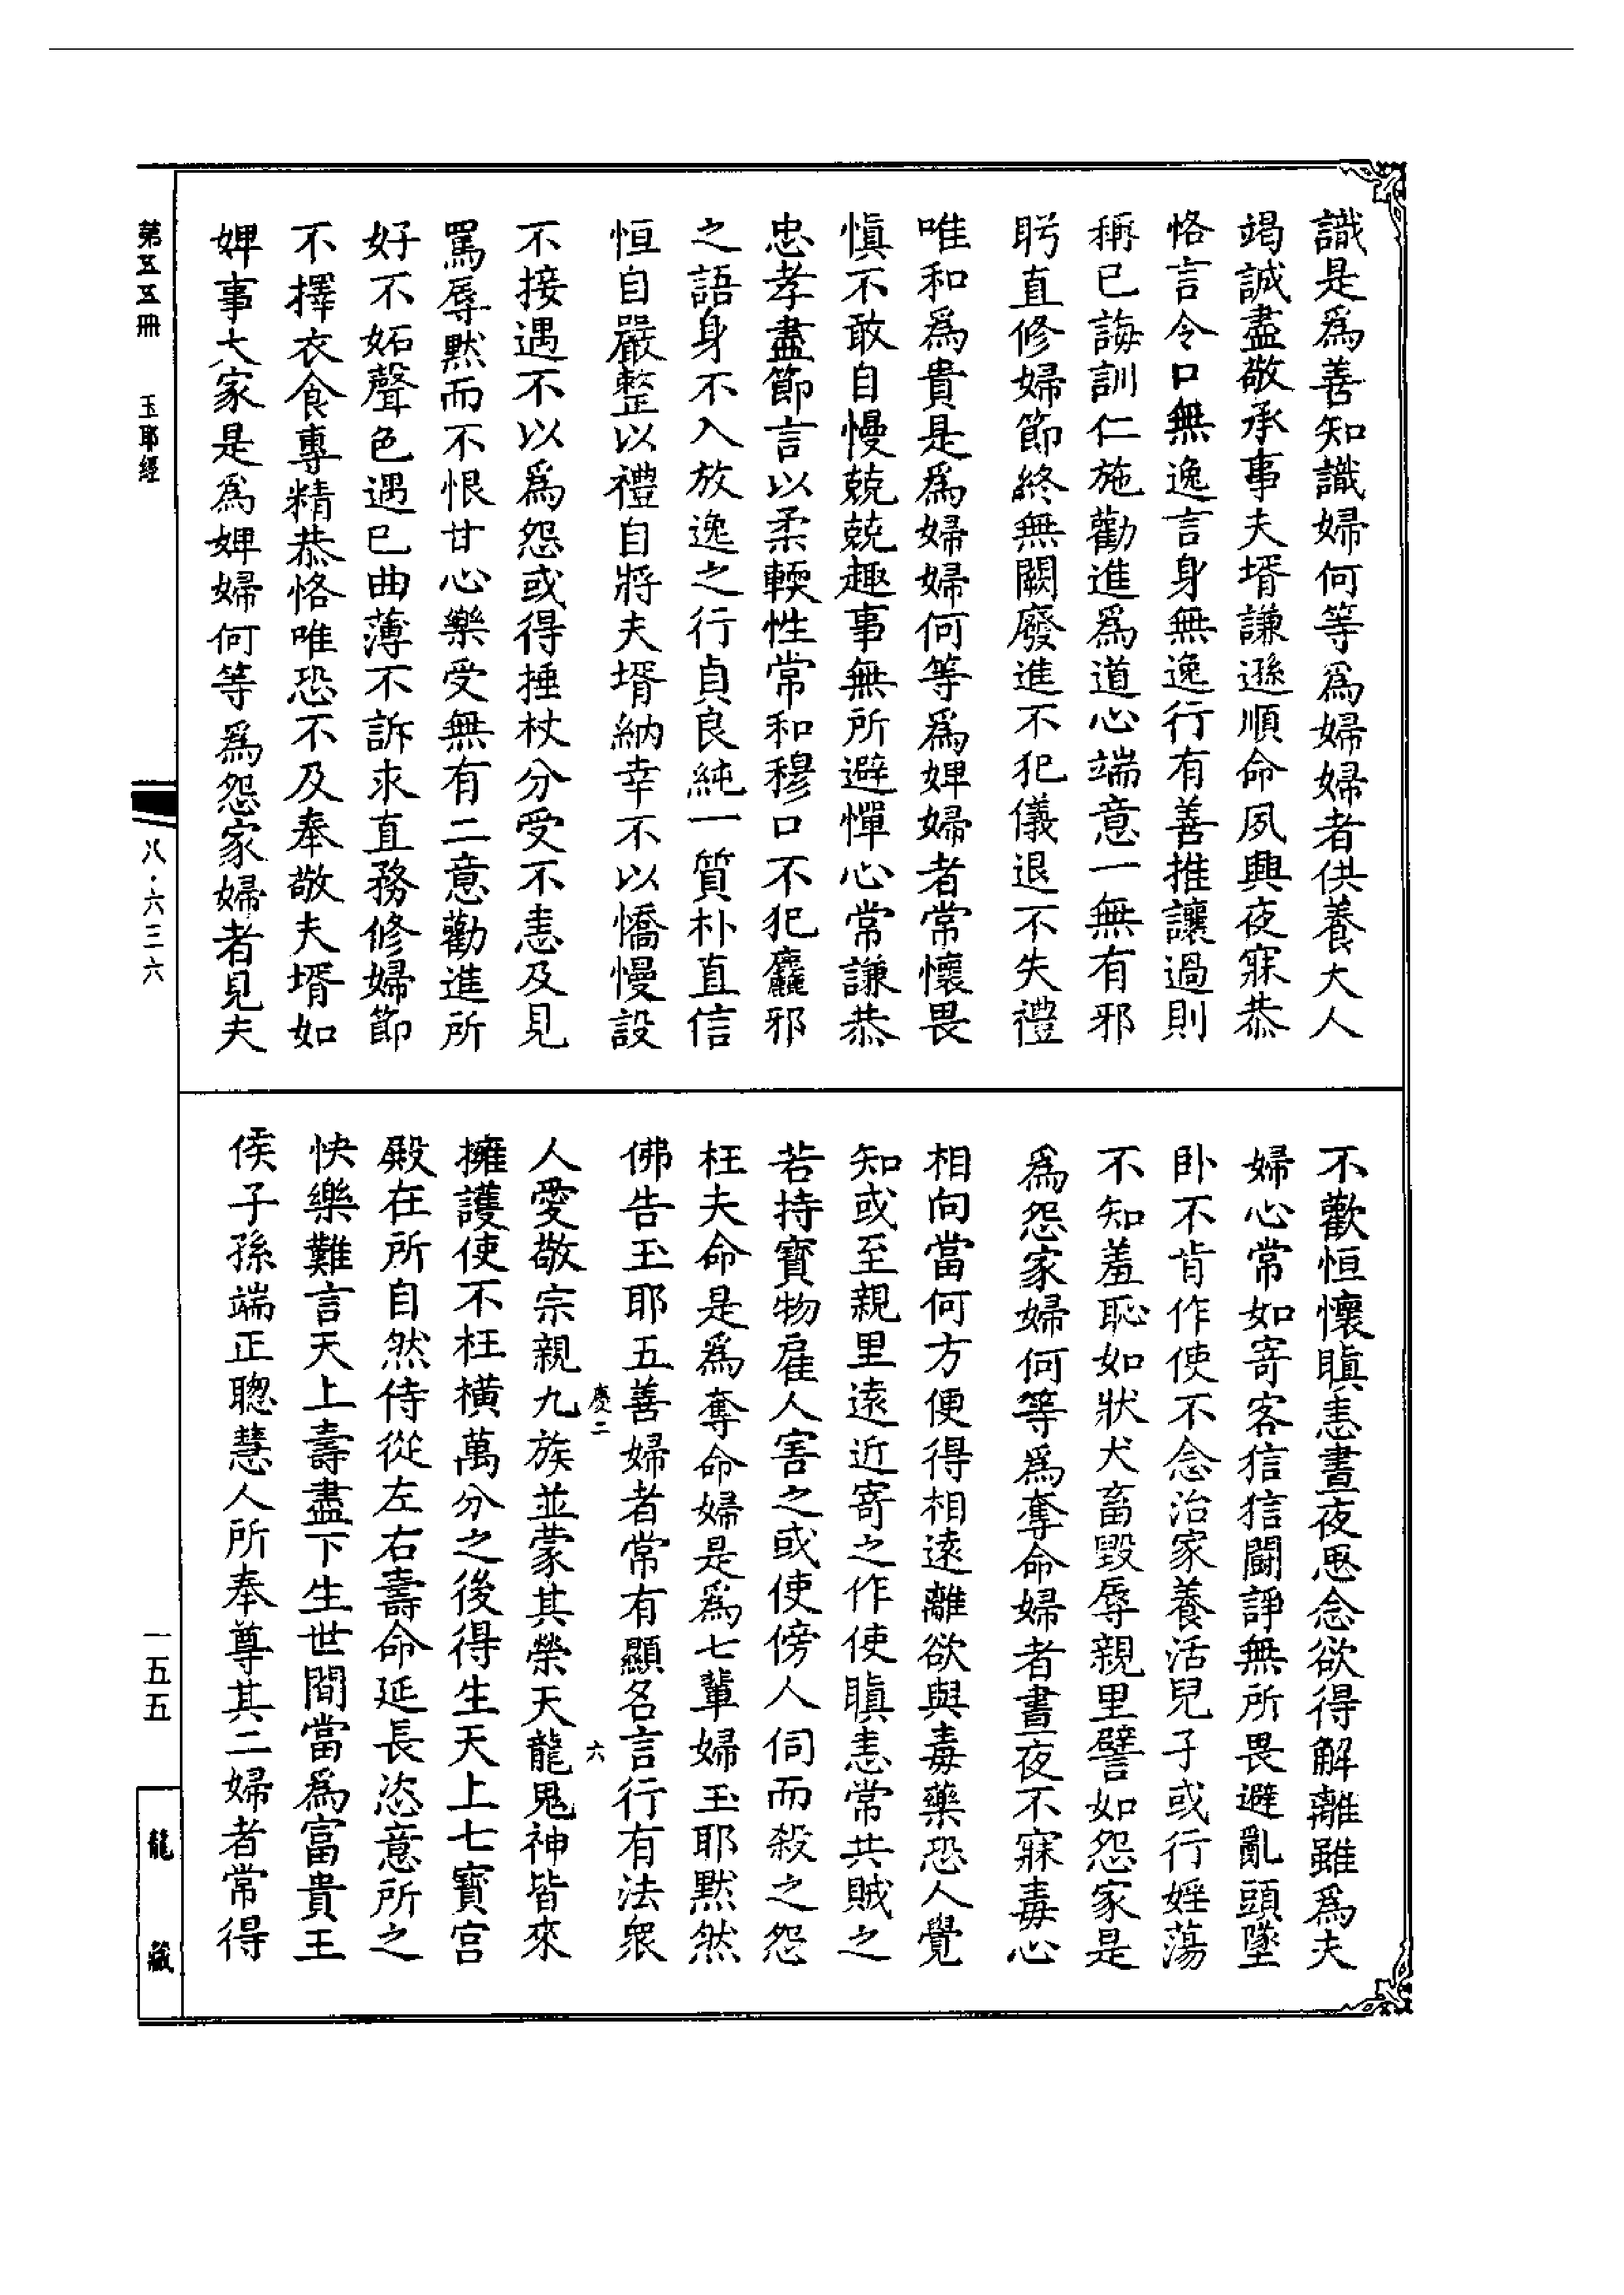 識是爲善知識婦何等爲婦婦者供養大人
竭誠盡敬承事夫壻謙遜順命夙興夜寐恭
恪言令口無逸言身無逸行有善推讓過則
稱已誨訓仁施勸進爲道心端意一無有邪
眄直修婦節終無闕廢進不犯儀退不失禮
唯和爲貴是爲婦婦何等爲婢婦者常懷畏
慎不敢自慢兢兢趣事無所避憚心常謙恭
忠孝盡節言以柔輭性常和穆口不犯麤邪
之語身不入放逸之行貞良純一質朴直信
恒自嚴整以禮自將夫壻納幸不以憍慢設
不接遇不以爲怨或得捶杖分受不恚及見
罵辱默而不恨甘心樂受無有二意勸進所
好不妬聲色遇已曲薄不訴求直務修婦節
不擇衣食專精恭恪唯恐不及奉敬夫壻如
婢事大家是爲婢婦何等爲怨家婦者見夫
不歡恒懷瞋恚晝夜思念欲得解離雖爲夫
婦心常如寄客狺狺鬪諍無所畏避亂頭墜
卧不肯作使不念治家養活兒子或行婬蕩
不知羞恥如狀犬畜毀辱親里譬如怨家是
爲怨家婦何等爲奪命婦者晝夜不寐毒心
相向當何方便得相遠離欲與毒藥恐人覺
知或至親里遠近寄之作使瞋恚常共賊之
若持寶物雇人害之或使傍人伺而殺之怨
枉夫命是爲奪命婦是爲七輩婦玉耶默然
佛告玉耶五善婦者常有顯名言行有法衆
慶二　六
人愛敬宗親九族並蒙其榮天龍鬼神皆來
擁護使不枉橫萬分之後得生天上七寶宮
殿在所自然侍從左右壽命延長恣意所之
快樂難言天上壽盡下生世間當爲富貴王
侯子孫端正聰慧人所奉尊其二婦者常得
第五五冊　玉耶經
八·六三六
一五五
龍藏